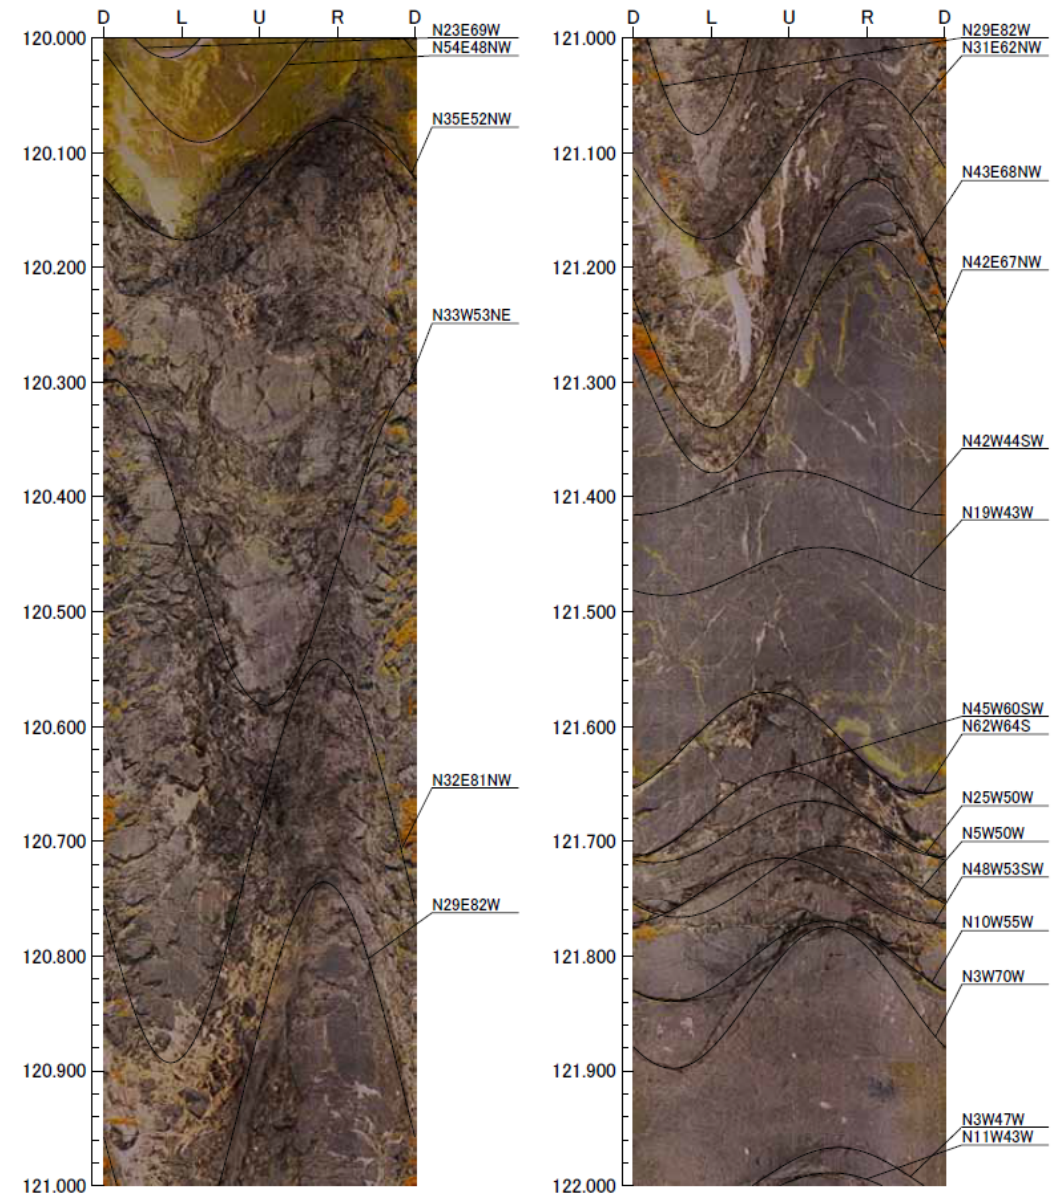 D L U R D
120.000
120.100
120.200
120.300
120.400
120.500
120.600
120.700
120.800
120.900
121.000
N23E69W
N54E48NW
N35E52NW
N33W53NE
N32E81NW
N29E82W
D L U R D
121.000
121.100
121.200
121.300
121.400
121.500
121.600
121.700
121.800
121.900
122.000
N29E82W
N31E62NW
N43E68NW
N42E67NW
N42W44SW
N19W43W
N45W60SW
N62W64S
N25W50W
N5W50W
N48W53SW
N10W55W
N3W70W
N3W47W
N11W43W